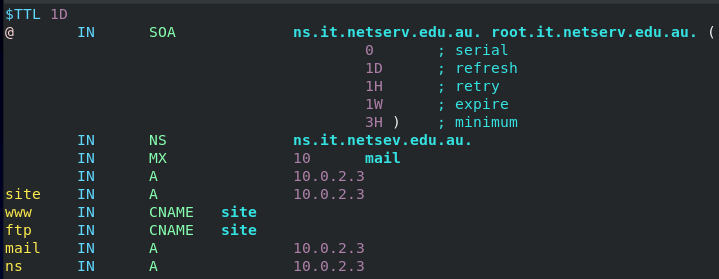 $TTL 1D
@ IN SOA ns.it.netserv.edu.au. root.it.netserv.edu.au. (
0 ; serial
1D ; refresh
1H ; retry
1W ; expire
3H ) ; minimum
IN NS ns.it.netsev.edu.au.
IN MX 10 mail
IN A 10.0.2.3
site IN A 10.0.2.3
www IN CNAME site
ftp IN CNAME site
mail IN A 10.0.2.3
ns IN A 10.0.2.3